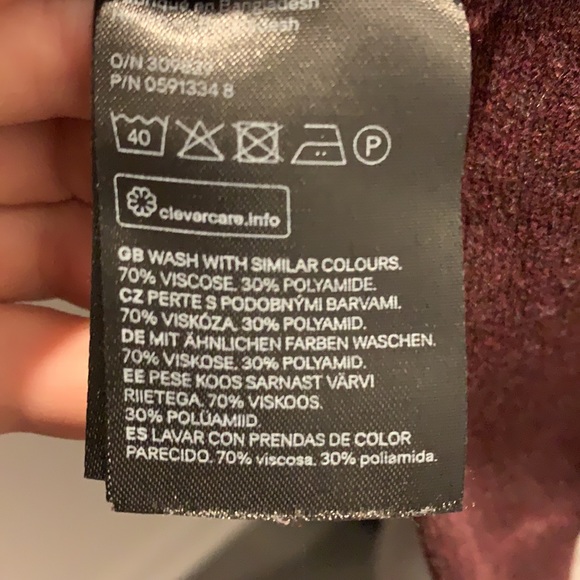 en Bangladesh
O/N
P/N 0591334 8
40
P
clevercare.info
GB WASH WITH SIMILAR COLOURS.
70% VISCOSE. 30% POLYAMIDE.
CZ PERTE S PODOBNÝMI BARVAMI.
70% VISKÓZA. 30% POLYAMID.
DE MIT ÄHNLICHEN FARBEN WASCHEN.
70% VISKOSE. 30% POLYAMID.
EE PESE KOOS SARNAST VÄRVI
RIIETEGA. 70% VISKOOS.
30% POLÜAMIID.
ES LAVAR CON PRENDAS DE COLOR
PARECIDO. 70% viscosa. 30% poliamida.